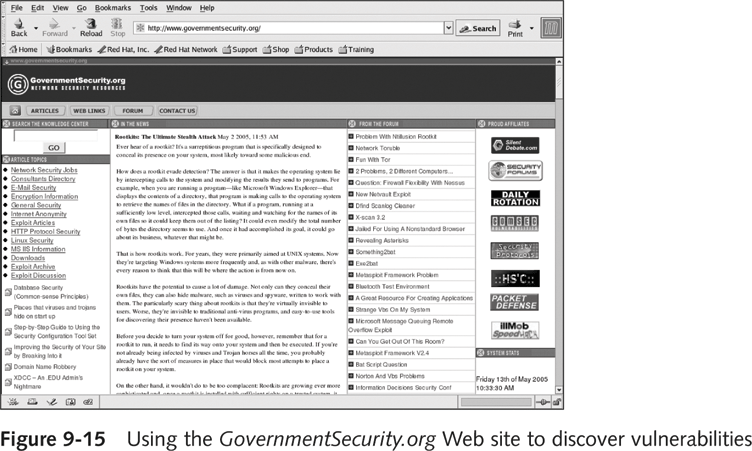 File Edit View Go Bookmarks Tools Window Help
Back Forward Reload Stop http://www.governmentsecurity.org/ Search Print
Home Bookmarks Red Hat, Inc. Red Hat Network Support Shop Products Training
www.governmentsecurity.org
GovernmentSecurity.org
NETWORK SECURITY RESOURCES
ARTICLES WEB LINKS FORUM CONTACT US
SEARCH THE KNOWLEDGE CENTER
GO
ARTICLE TOPICS
Network Security Jobs
Consultants Directory
E-Mail Security
Encryption Information
General Security
Internet Anonymity
Exploit Articles
HTTP Protocol Security
Linux Security
MS IIS Information
Downloads
Exploit Archive
Exploit Discussion
Database Security
(Common-sense Principles)
Places that viruses and trojans
hide on start up
Step-by-Step Guide to Using the
Security Configuration Tool Set
Improving the Security of Your Site
by Breaking Into it
Domain Name Robbery
XDCC – An .EDU Admin's
Nightmare
IN THE NEWS
Rootkits: The Ultimate Stealth Attack May 2 2005, 11:53 AM
Ever hear of a rootkit? It's a surreptitious program that is specifically designed to
conceal its presence on your system, most likely toward some malicious end.
How does a rootkit evade detection? The answer is that it makes the operating system lie
by intercepting calls to the system and modifying the results they send to programs. For
example, when you are running a program—like Microsoft Windows Explorer—that
displays the contents of a directory, that program is making calls to the operating system
to retrieve the names of files in the directory. What if a program, running at a
sufficiently low level, intercepted those calls, waiting and watching for the names of its
own files so it could keep them out of the listing? It could even modify the total number
of bytes the directory seems to use. And once it had accomplished its goal, it could go
about its business, whatever that might be.
That is how rootkits work. For years, they were primarily aimed at UNIX systems. Now
they're targeting Windows systems more frequently and, as with other malware, there's
every reason to think that this will be where the action is from now on.
Rootkits have the potential to cause a lot of damage. Not only can they conceal their
own files, they can also hide malware, such as viruses and spyware, written to work with
them. The particularly scary thing about rootkits is that they're virtually invisible to
users. Worse, they're invisible to traditional anti-virus programs, and easy-to-use tools
for discovering their presence haven't been available.
Before you decide to turn your system off for good, however, remember that for a
rootkit to run, it needs to find its way onto your system and then be executed. If you're
not already being infected by viruses and Trojan horses all the time, you probably
already have the sort of measures in place that would block most attempts to place a
rootkit on your system.
On the other hand, it wouldn't do to be too complacent: Rootkits are growing ever more
sophisticated and, once a rootkit is installed with sufficient rights on a trusted system, it
FROM THE FORUM
Problem With Nillusion Rootkit
Network Toruble
Fun With Tor
2 Problems, 2 Different Computers...
Question: Firewall Flexibility With Nessus
New Netvault Exploit
Dfind Scanlog Cleaner
X-scan 3.2
Jailed For Using A Nonstandard Browser
Revealing Asterisks
Something2bat
Exe2bat
Metasploit Framework Problem
Bluetooth Test Environment
A Great Resource For Creating Applications
Strange Vbs On My System
Microsoft Message Queuing Remote
Overflow Exploit
Can You Get Out Of This Room?
Metasploit Framework V2.4
Bat Script Question
Norton And Vbs Problems
Information Decisions Security Conf
PROUD AFFILIATES
Silent
Debate.com
SECURITY
FORUMS
DAILY
ROTATION
Security
Protocols
::HS'C::
PACKET
DEFENSE
illMob
SYSTEM STATS
Friday 13th of May 2005
10:33:30 AM
Figure 9-15 Using the GovernmentSecurity.org Web site to discover vulnerabilities